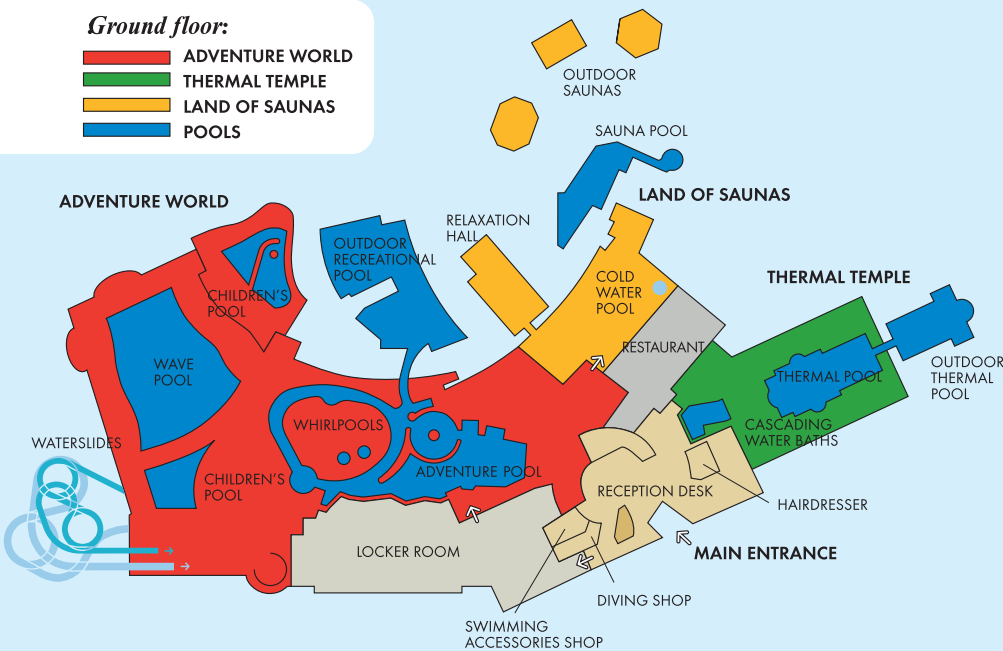 Ground floor:
ADVENTURE WORLD
THERMAL TEMPLE
LAND OF SAUNAS
POOLS
OUTDOOR
SAUNAS
SAUNA POOL
LAND OF SAUNAS
ADVENTURE WORLD
RELAXATION
HALL
OUTDOOR
RECREATIONAL
POOL
COLD
WATER
POOL
THERMAL TEMPLE
CHILDREN'S
POOL
RESTAURANT
WAVE
POOL
THERMAL POOL
OUTDOOR
THERMAL
POOL
WHIRLPOOLS
CASCADING
WATER BATHS
WATERSLIDES
ADVENTURE POOL
CHILDREN'S
POOL
RECEPTION DESK
HAIRDRESSER
LOCKER ROOM
MAIN ENTRANCE
DIVING SHOP
SWIMMING
ACCESSORIES SHOP